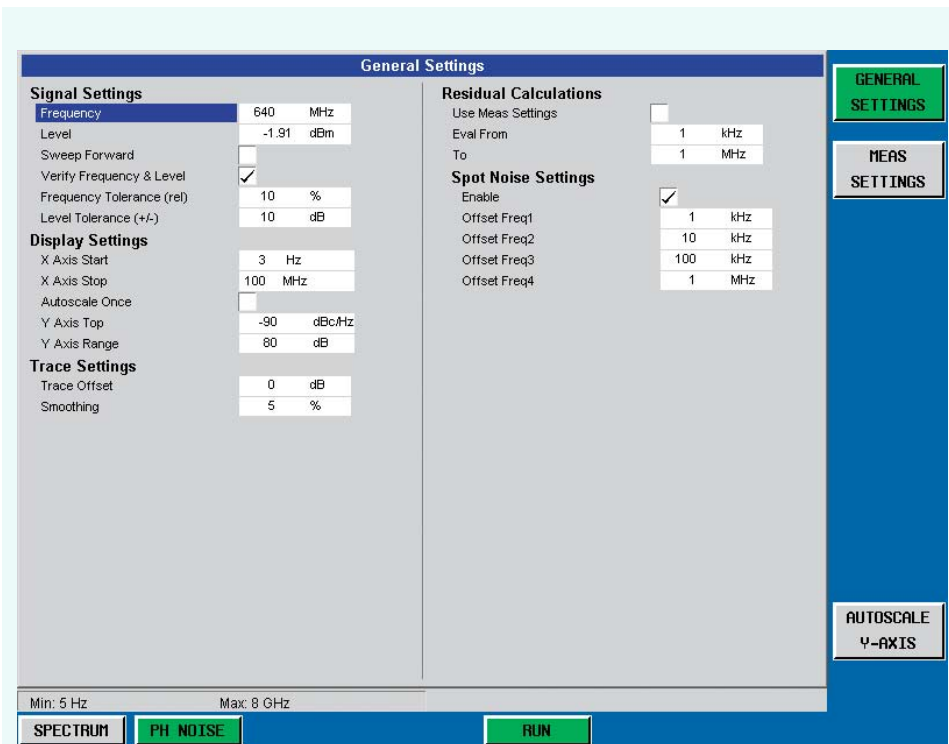 General Settings
Signal Settings
Frequency 640 MHz
Level -1.91 dBm
Sweep Forward
Verify Frequency & Level
Frequency Tolerance (rel) 10 %
Level Tolerance (+/-) 10 dB
Display Settings
X Axis Start 3 Hz
X Axis Stop 100 MHz
Autoscale Once
Y Axis Top -90 dBc/Hz
Y Axis Range 80 dB
Trace Settings
Trace Offset 0 dB
Smoothing 5 %
Residual Calculations
Use Meas Settings
Eval From 1 kHz
To 1 MHz
Spot Noise Settings
Enable
Offset Freq1 1 kHz
Offset Freq2 10 kHz
Offset Freq3 100 kHz
Offset Freq4 1 MHz
GENERAL
SETTINGS
MEAS
SETTINGS
AUTOSCALE
Y-AXIS
Min: 5 Hz Max: 8 GHz
SPECTRUM PH NOISE RUN